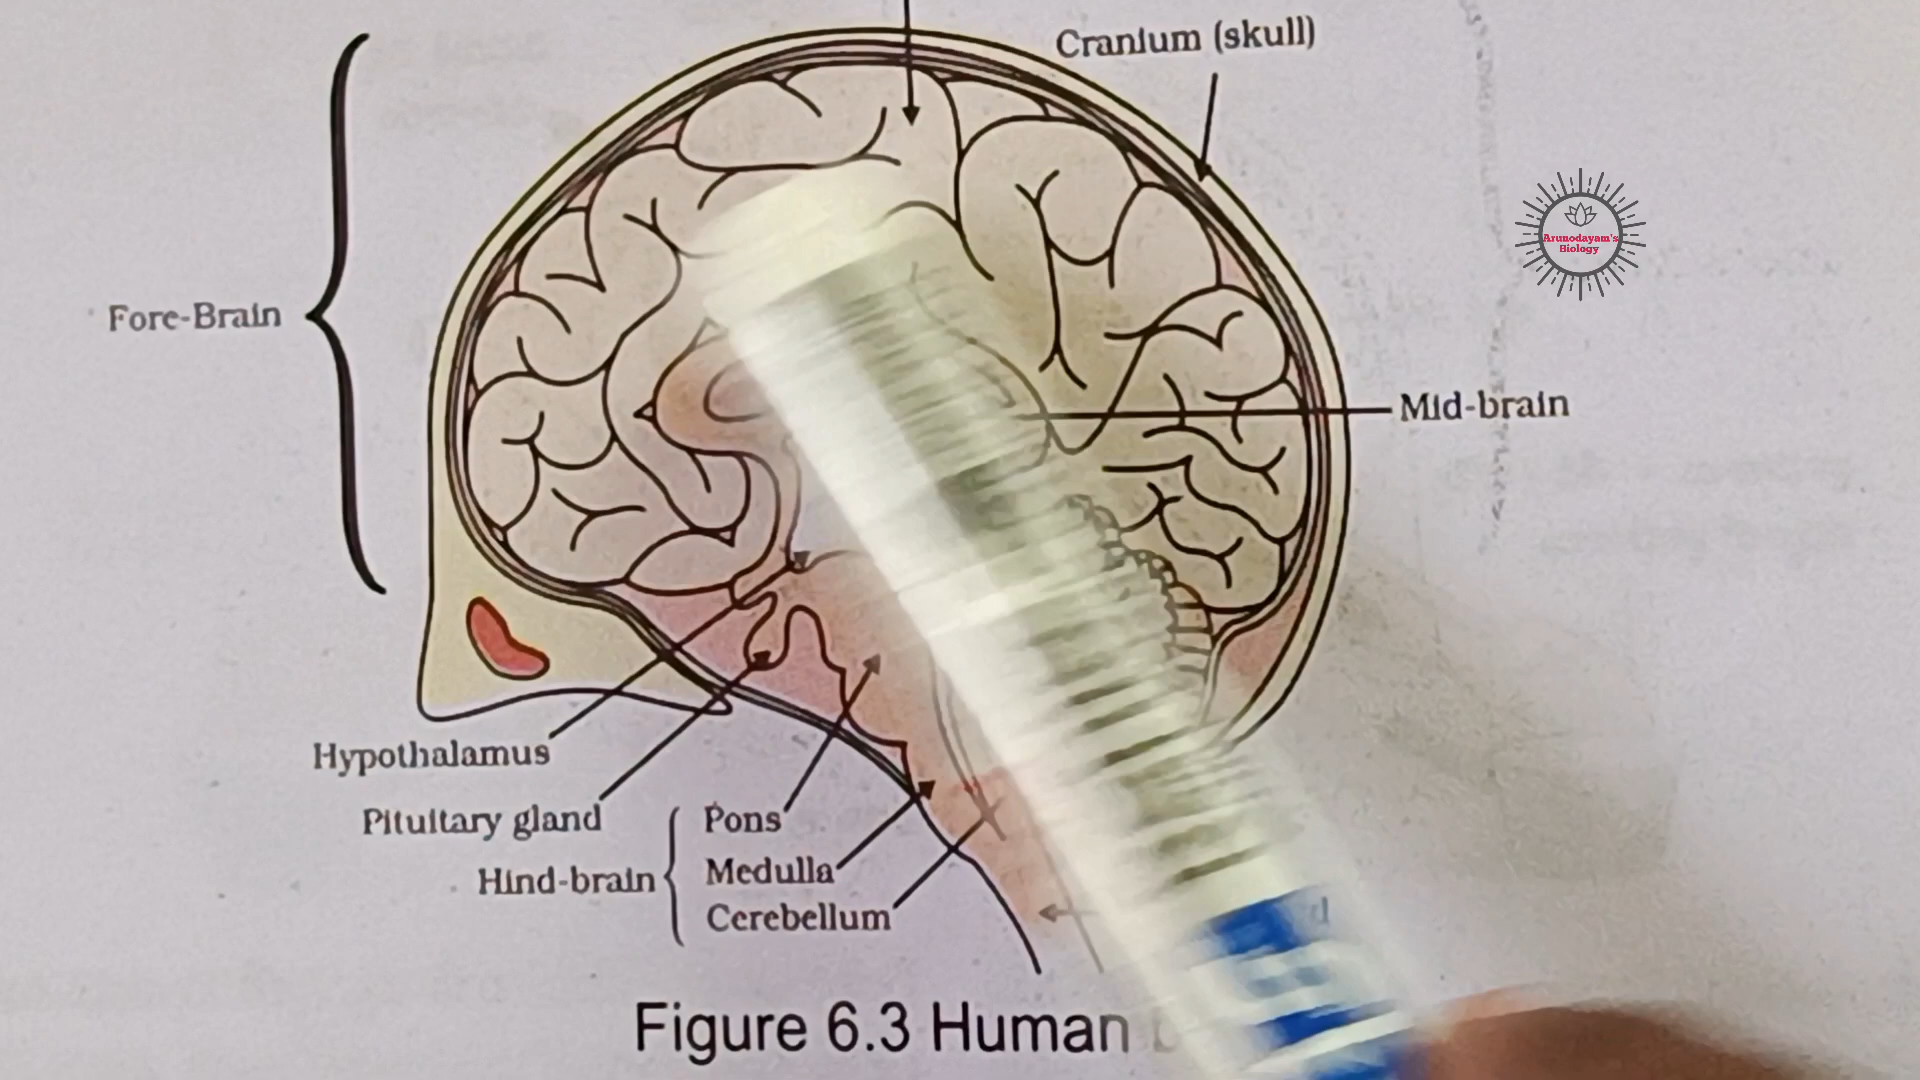 Cranium (skull)
Arunodayam's
Biology
Fore-Brain
Mid-brain
Hypothalamus
Pituitary gland
Pons
Hind-brain
Medulla
Cerebellum
Figure 6.3 Human